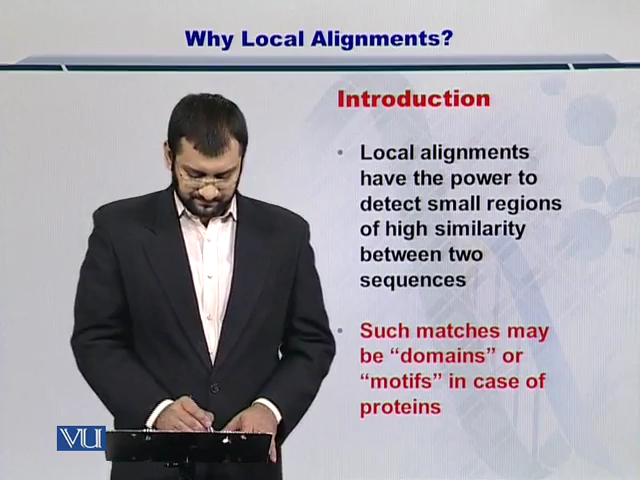 Why Local Alignments?
Introduction
• Local alignments
have the power to
detect small regions
of high similarity
between two
sequences
• Such matches may
be “domains” or
“motifs” in case of
proteins
VU